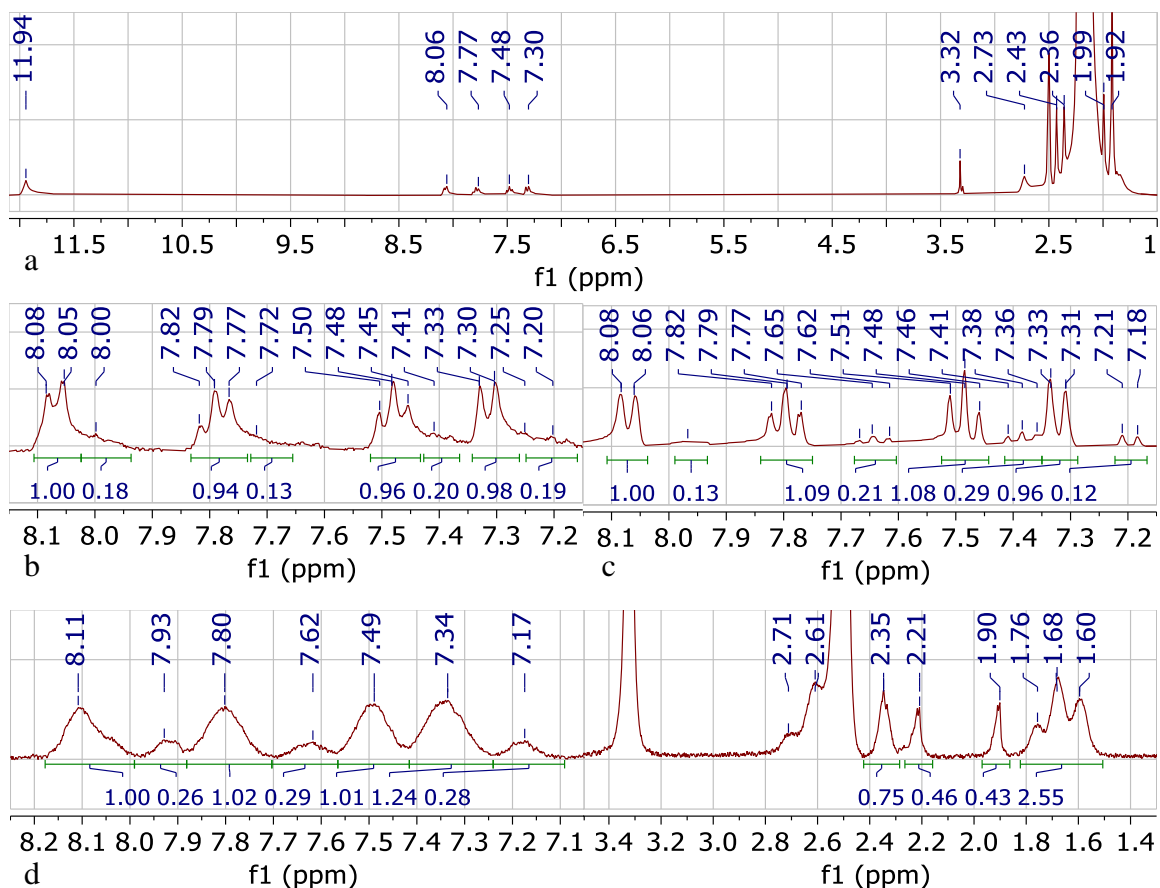 11.94 8.06 7.77 7.48 7.30 3.32 2.73 2.43 2.36 1.99 1.92
11.5 10.5 9.5 8.5 7.5 6.5 5.5 4.5 3.5 2.5 1
a
f1 (ppm)
8.08 8.05 8.00 7.82 7.79 7.77 7.72 7.50 7.48 7.45 7.41 7.33 7.30 7.25 7.20
1.00 0.18 0.94 0.13 0.96 0.20 0.98 0.19
8.1 8.0 7.9 7.8 7.7 7.6 7.5 7.4 7.3 7.2
b
f1 (ppm)
8.08 8.06 7.82 7.79 7.77 7.65 7.62 7.51 7.48 7.46 7.41 7.38 7.36 7.33 7.31 7.21 7.18
1.00 0.13 1.09 0.21 1.08 0.29 0.96 0.12
8.1 8.0 7.9 7.8 7.7 7.6 7.5 7.4 7.3 7.2
c
f1 (ppm)
8.11 7.93 7.80 7.62 7.49 7.34 7.17
1.00 0.26 1.02 0.29 1.01 1.24 0.28
8.2 8.1 8.0 7.9 7.8 7.7 7.6 7.5 7.4 7.3 7.2 7.1
d
f1 (ppm)
2.71 2.61 2.35 2.21 1.90 1.76 1.68 1.60
0.75 0.46 0.43 2.55
3.4 3.2 3.0 2.8 2.6 2.4 2.2 2.0 1.8 1.6 1.4
f1 (ppm)